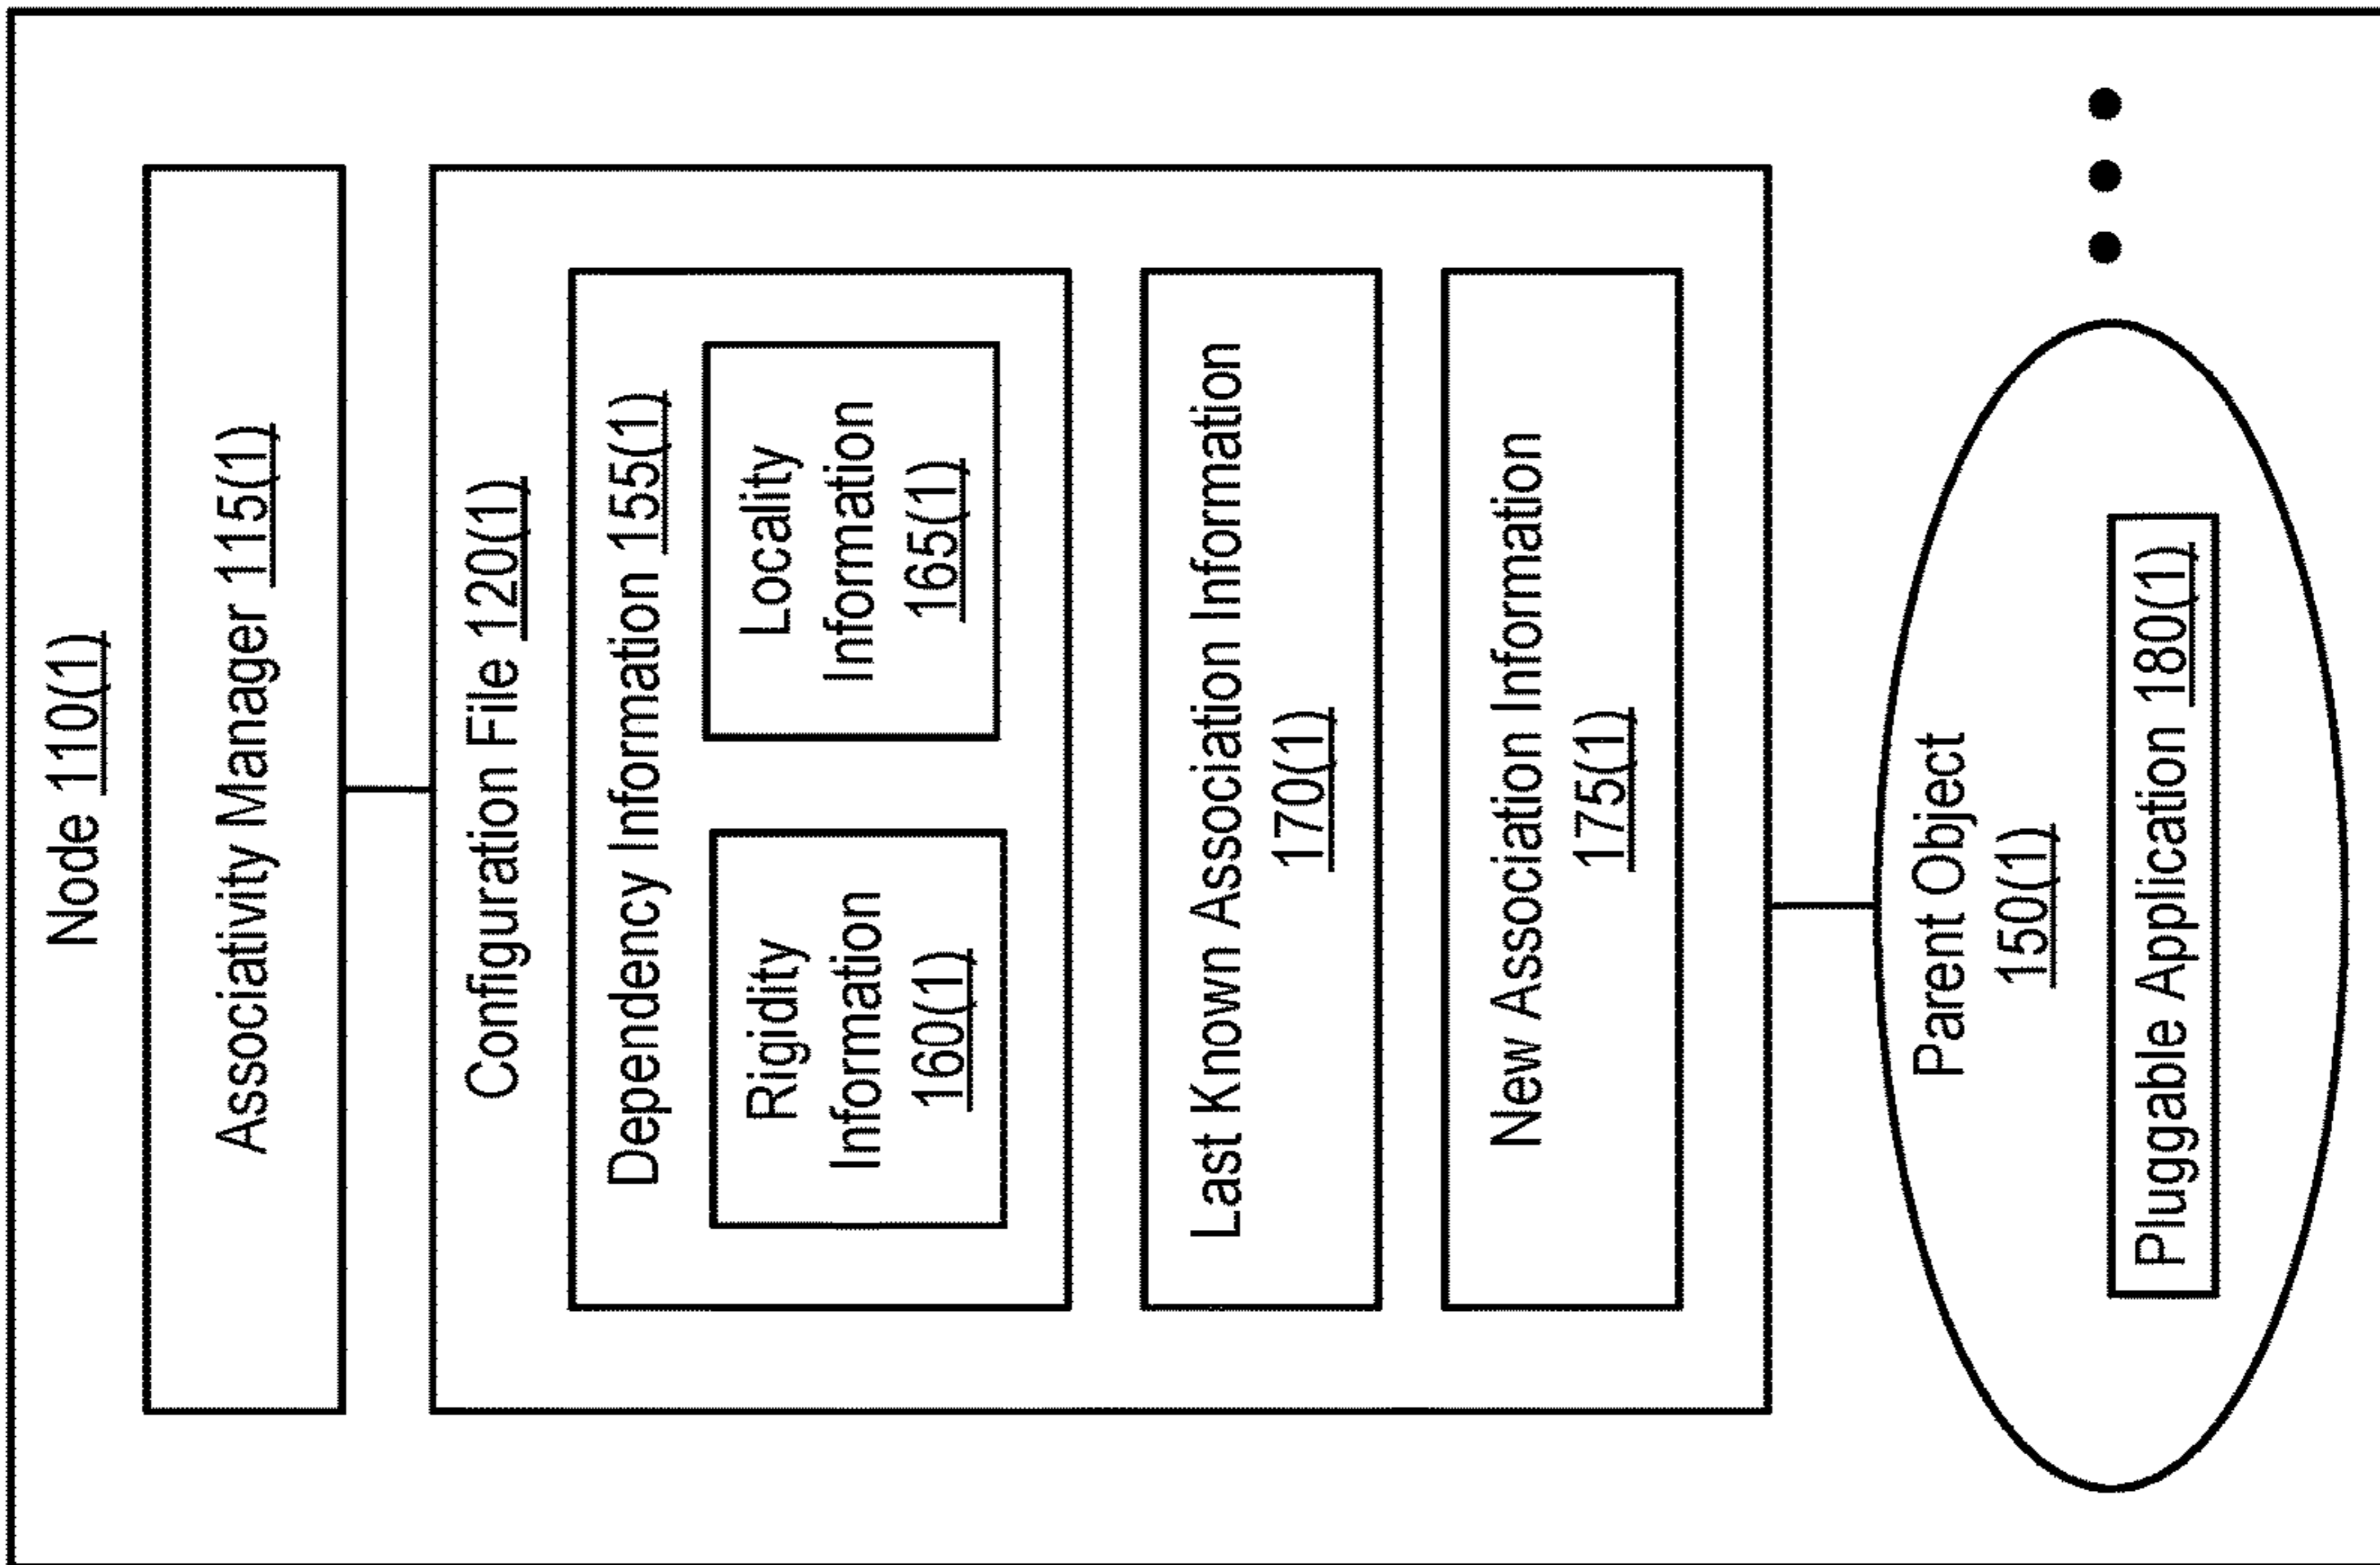 Node 110(1)
Associativity Manager 115(1)
Configuration File 120(1)
Dependency Information 155(1)
Rigidity
Information
160(1)
Locality
Information
165(1)
Last Known Association Information
170(1)
New Association Information
175(1)
Parent Object
150(1)
Pluggable Application 180(1)